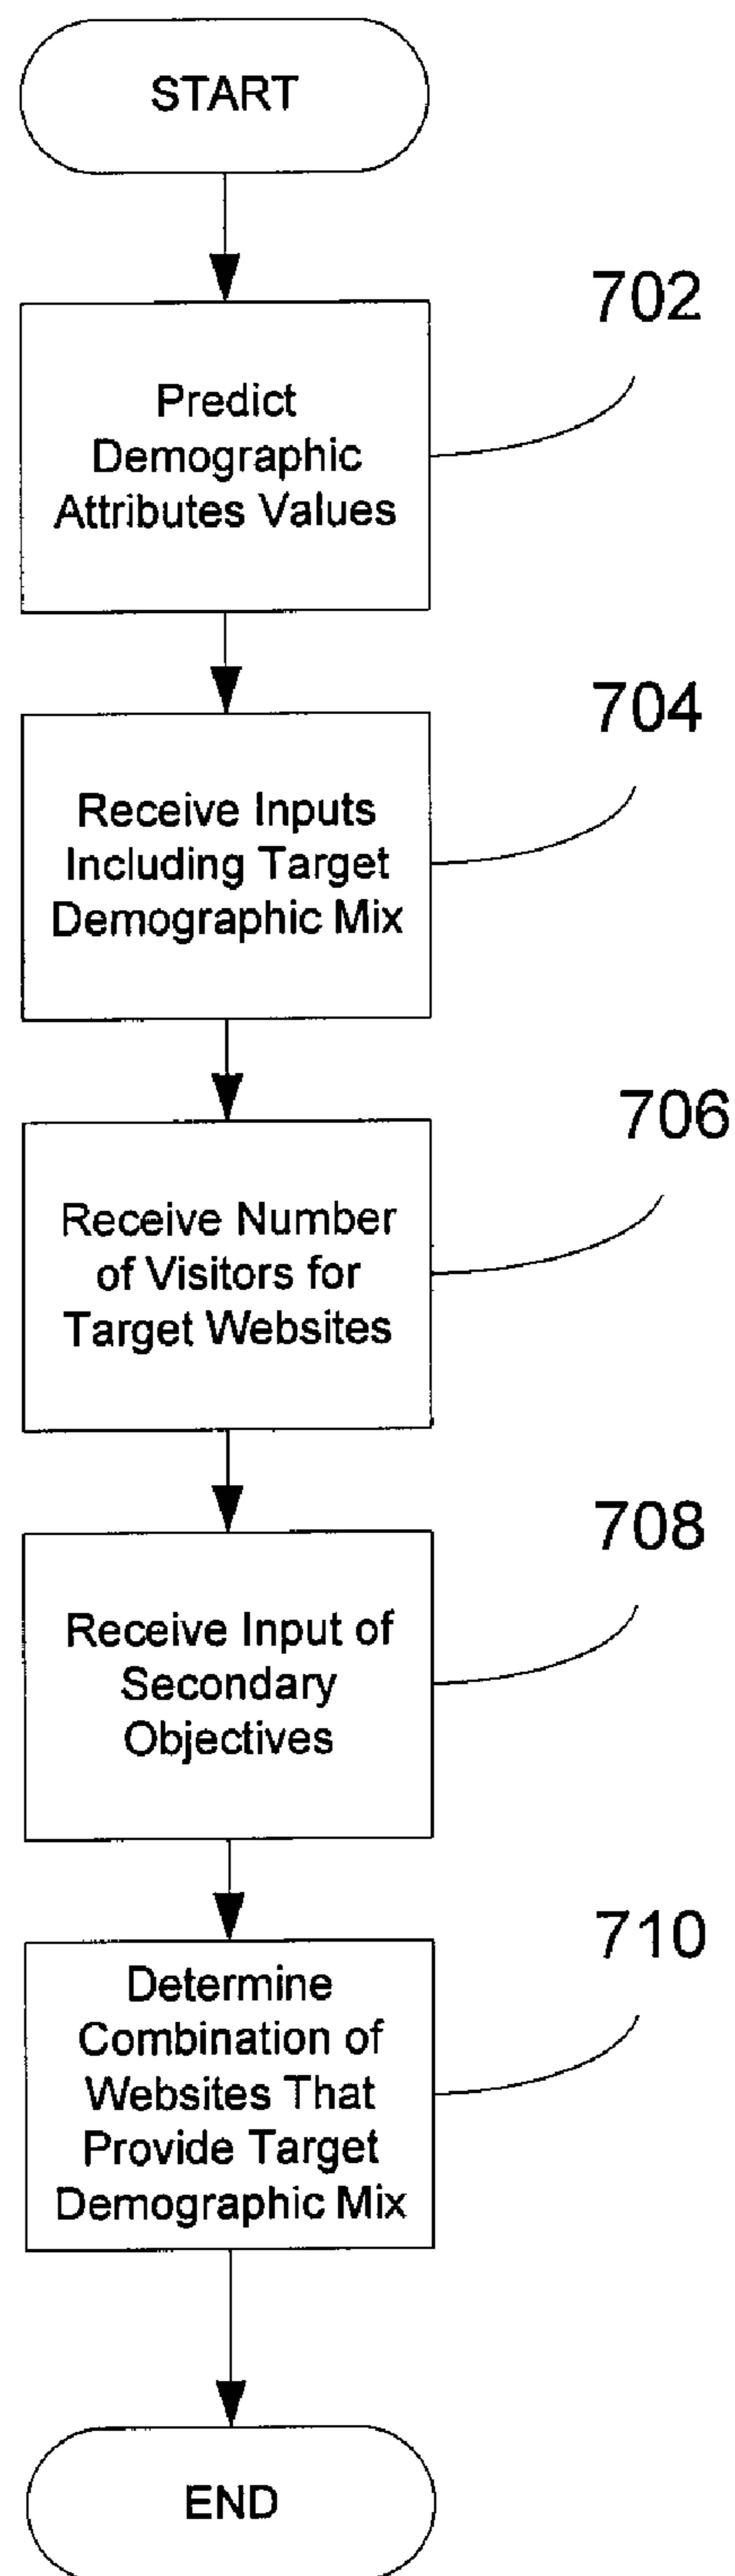 START
702
Predict
Demographic
Attributes Values
704
Receive Inputs
Including Target
Demographic Mix
706
Receive Number
of Visitors for
Target Websites
708
Receive Input of
Secondary
Objectives
710
Determine
Combination of
Websites That
Provide Target
Demographic Mix
END